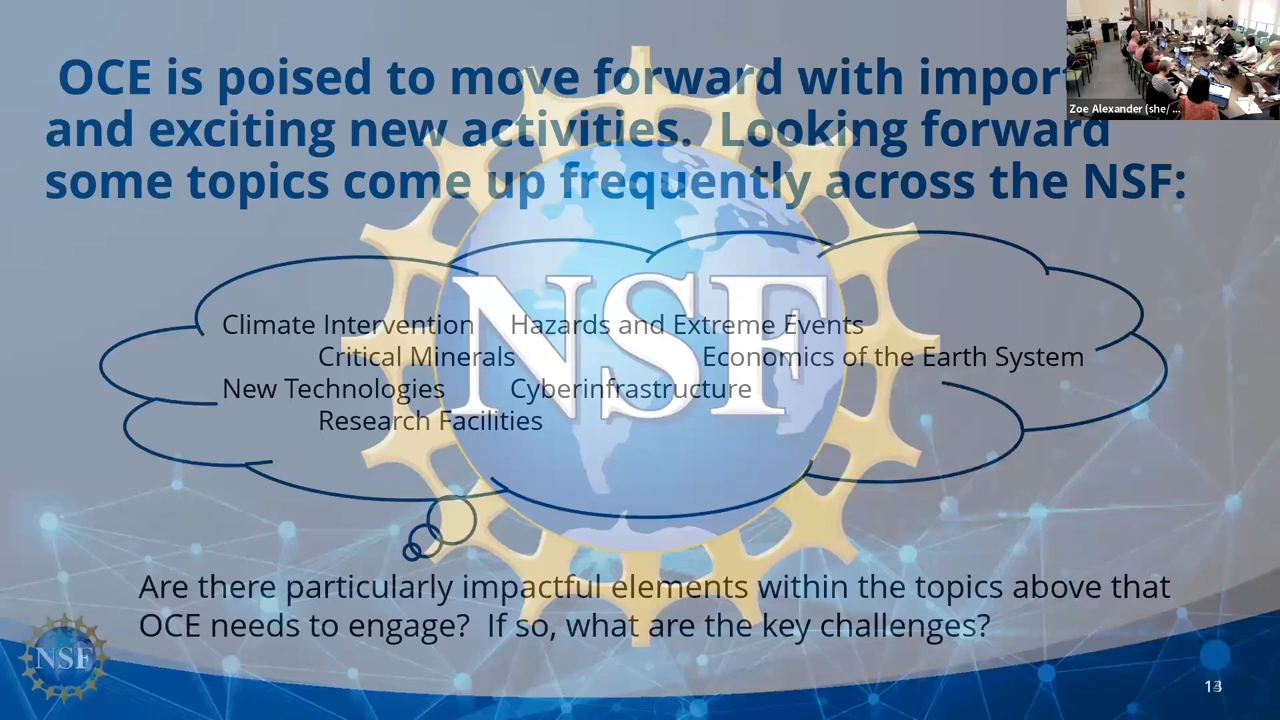 OCE is poised to move forward with impor
and exciting new activities. Looking forward
some topics come up frequently across the NSF:
Zoe Alexander (she/ ...
Climate Intervention Hazards and Extreme Events
Critical Minerals Economics of the Earth System
New Technologies Cyberinfrastructure
Research Facilities
NSF
Are there particularly impactful elements within the topics above that
OCE needs to engage? If so, what are the key challenges?
NSF